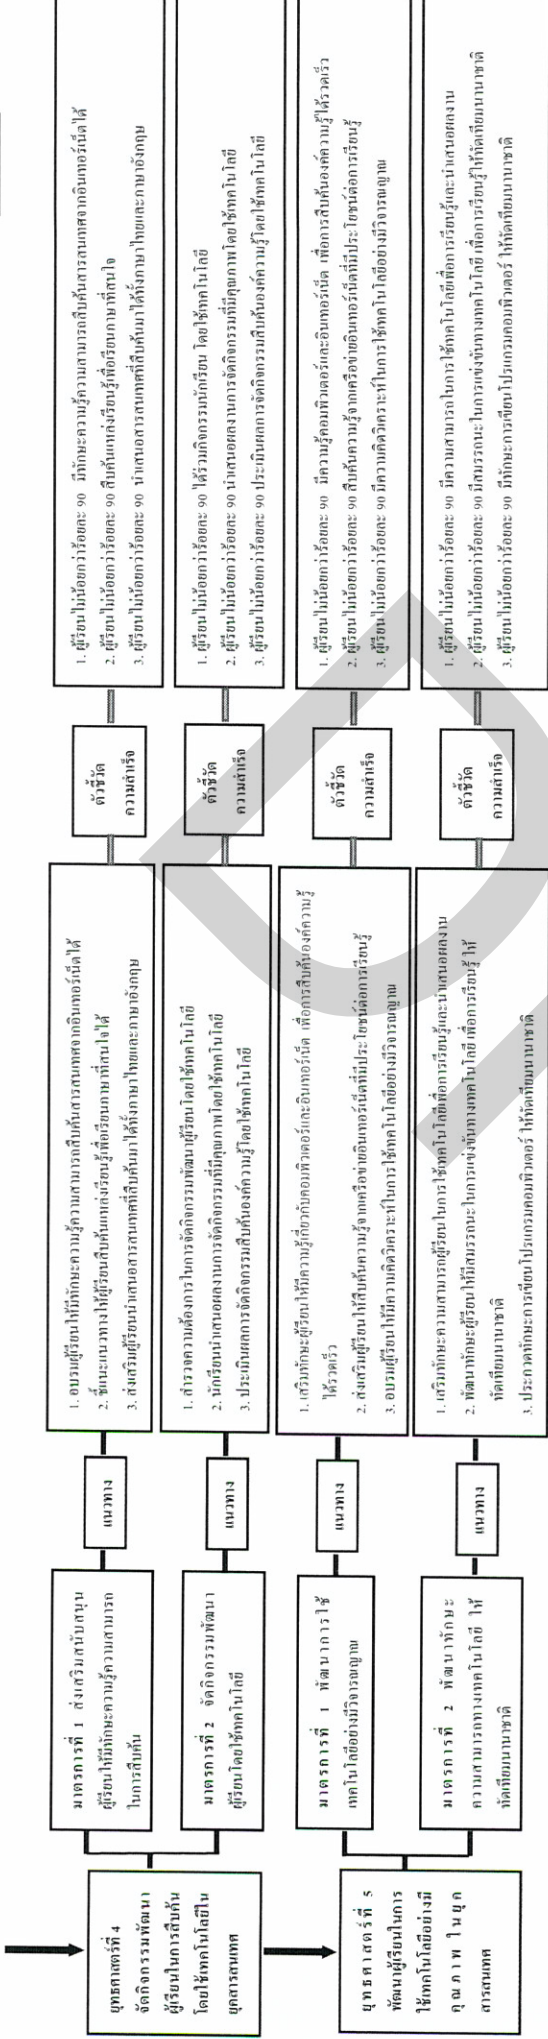 ยุทธศาสตร์ที่ 4
จัดกิจกรรมพัฒนา
ผู้เรียนในการสืบค้น
โดยใช้เทคโนโลยีใน
ยุคสารสนเทศ
มาตรการที่ 1 ส่งเสริมสนับสนุน
ผู้เรียนให้มีทักษะความรู้ความสามารถ
ในการสืบค้น
แนวทาง
1. อบรมผู้เรียนให้มีทักษะความรู้ความสามารถสืบค้นสารสนเทศจากอินเทอร์เน็ตได้
2. ชี้แนะแนวทางให้ผู้เรียนสืบค้นแหล่งเรียนรู้เพื่อเรียนภาษาที่สนใจได้
3. ส่งเสริมผู้เรียนนำเสนอสารสนเทศที่สืบค้นมาได้ทั้งภาษาไทยและภาษาอังกฤษ
ตัวชี้วัด
ความสำเร็จ
1. ผู้เรียนไม่น้อยกว่าร้อยละ 90 มีทักษะความรู้ความสามารถสืบค้นสารสนเทศจากอินเทอร์เน็ตได้
2. ผู้เรียนไม่น้อยกว่าร้อยละ 90 สืบค้นแหล่งเรียนรู้เพื่อเรียนภาษาที่สนใจ
3. ผู้เรียนไม่น้อยกว่าร้อยละ 90 นำเสนอสารสนเทศที่สืบค้นมาได้ทั้งภาษาไทยและภาษาอังกฤษ
มาตรการที่ 2 จัดกิจกรรมพัฒนา
ผู้เรียนโดยใช้เทคโนโลยี
แนวทาง
1. สำรวจความต้องการในการจัดกิจกรรมพัฒนาผู้เรียนโดยใช้เทคโนโลยี
2. นักเรียนนำเสนอผลงานการจัดกิจกรรมที่มีคุณภาพโดยใช้เทคโนโลยี
3. ประเมินผลการจัดกิจกรรมสืบค้นองค์ความรู้โดยใช้เทคโนโลยี
ตัวชี้วัด
ความสำเร็จ
1. ผู้เรียนไม่น้อยกว่าร้อยละ 90 ได้ร่วมกิจกรรมนักเรียน โดยใช้เทคโนโลยี
2. ผู้เรียนไม่น้อยกว่าร้อยละ 90 นำเสนอผลงานการจัดกิจกรรมที่มีคุณภาพโดยใช้เทคโนโลยี
3. ผู้เรียนไม่น้อยกว่าร้อยละ 90 ประเมินผลการจัดกิจกรรมสืบค้นองค์ความรู้โดยใช้เทคโนโลยี
ยุทธศาสตร์ที่ 5
พัฒนาผู้เรียนในการ
ใช้เทคโนโลยีอย่างมี
คุณภาพ ในยุค
สารสนเทศ
มาตรการที่ 1 พัฒนาการใช้
เทคโนโลยีอย่างมีวิจารณญาณ
แนวทาง
1. เสริมทักษะผู้เรียนให้มีความรู้เกี่ยวกับคอมพิวเตอร์และอินเทอร์เน็ต เพื่อการสืบค้นองค์ความรู้
ได้รวดเร็ว
2. ส่งเสริมผู้เรียนให้สืบค้นความรู้จากเครือข่ายอินเทอร์เน็ตที่มีประโยชน์ต่อการเรียนรู้
3. อบรมผู้เรียนให้มีความคิดวิเคราะห์ในการใช้เทคโนโลยีอย่างมีวิจารณญาณ
ตัวชี้วัด
ความสำเร็จ
1. ผู้เรียนไม่น้อยกว่าร้อยละ 90 มีความรู้คอมพิวเตอร์และอินเทอร์เน็ต เพื่อการสืบค้นองค์ความรู้ได้รวดเร็ว
2. ผู้เรียนไม่น้อยกว่าร้อยละ 90 สืบค้นความรู้จากเครือข่ายอินเทอร์เน็ตที่มีประโยชน์ต่อการเรียนรู้
3. ผู้เรียนไม่น้อยกว่าร้อยละ 90 มีความคิดวิเคราะห์ในการใช้เทคโนโลยีอย่างมีวิจารณญาณ
มาตรการที่ 2 พัฒนาทักษะ
ความสามารถทางเทคโนโลยี ให้
ทัดเทียมนานาชาติ
แนวทาง
1. เสริมทักษะความสามารถผู้เรียนในการใช้เทคโนโลยีเพื่อการเรียนรู้และนำเสนอผลงาน
2. พัฒนาทักษะผู้เรียนให้มีสมรรถนะในการแข่งขันทางเทคโนโลยี เพื่อการเรียนรู้ ให้
ทัดเทียมนานาชาติ
3. ประกวดทักษะการเขียนโปรแกรมคอมพิวเตอร์ ให้ทัดเทียมนานาชาติ
ตัวชี้วัด
ความสำเร็จ
1. ผู้เรียนไม่น้อยกว่าร้อยละ 90 มีความสามารถในการใช้เทคโนโลยีเพื่อการเรียนรู้และนำเสนอผลงาน
2. ผู้เรียนไม่น้อยกว่าร้อยละ 90 มีสมรรถนะในการแข่งขันทางเทคโนโลยี เพื่อการเรียนรู้ให้ทัดเทียมนานาชาติ
3. ผู้เรียนไม่น้อยกว่าร้อยละ 90 มีทักษะการเขียนโปรแกรมคอมพิวเตอร์ ให้ทัดเทียมนานาชาติ